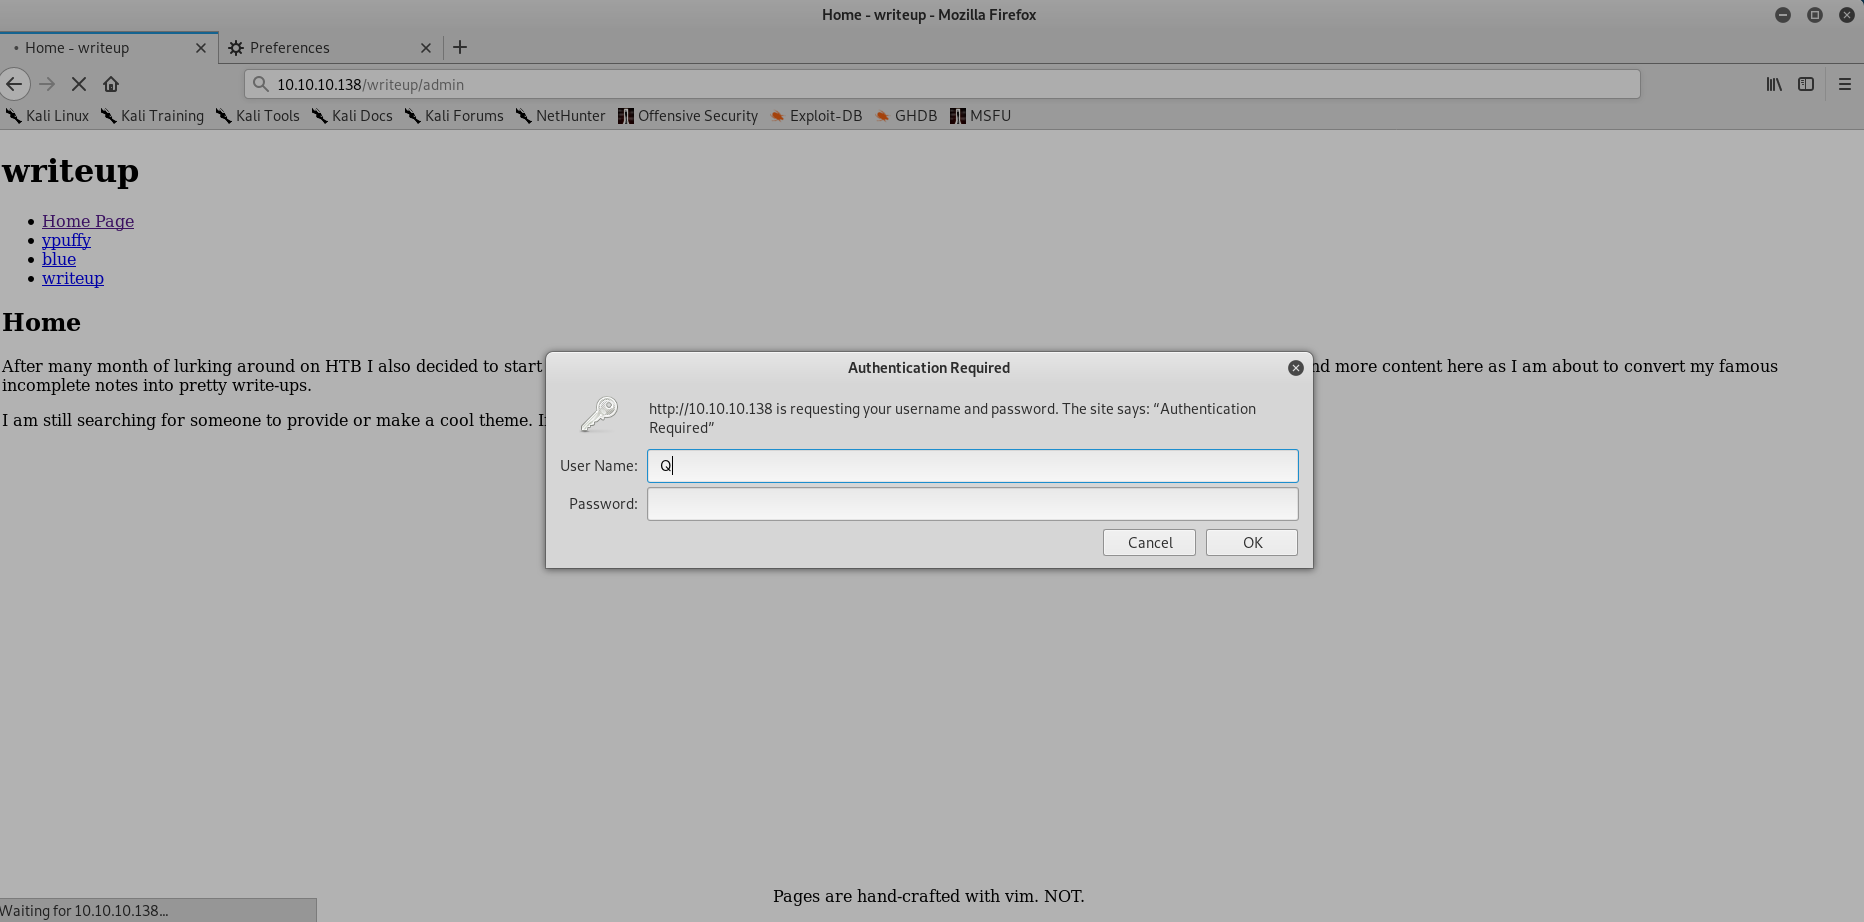 Home - writeup - Mozilla Firefox
Home - writeup
Preferences
10.10.10.138/writeup/admin
Kali Linux Kali Training Kali Tools Kali Docs Kali Forums NetHunter Offensive Security Exploit-DB GHDB MSFU
writeup
Home Page
ypuffy
blue
writeup
Home
After many month of lurking around on HTB I also decided to start nd more content here as I am about to convert my famous
incomplete notes into pretty write-ups.
I am still searching for someone to provide or make a cool theme.
Authentication Required
http://10.10.10.138 is requesting your username and password. The site says: “Authentication
Required”
User Name: Q
Password:
Cancel OK
Pages are hand-crafted with vim. NOT.
Waiting for 10.10.10.138...